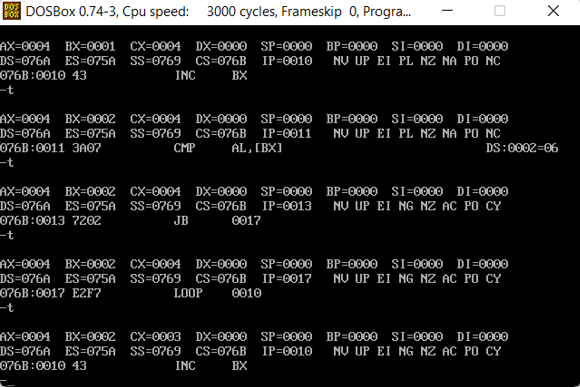 DOS
BOX
DOSBox 0.74-3, Cpu speed:    3000 cycles, Frameskip  0, Progra...
AX=0004  BX=0001  CX=0004  DX=0000  SP=0000  BP=0000  SI=0000  DI=0000
DS=076A  ES=075A  SS=0769  CS=076B  IP=0010   NV UP EI PL NZ NA PO NC
076B:0010 43            INC     BX
-t
AX=0004  BX=0002  CX=0004  DX=0000  SP=0000  BP=0000  SI=0000  DI=0000
DS=076A  ES=075A  SS=0769  CS=076B  IP=0011   NV UP EI PL NZ NA PO NC
076B:0011 3A07          CMP     AL,[BX]                            DS:0002=06
-t
AX=0004  BX=0002  CX=0004  DX=0000  SP=0000  BP=0000  SI=0000  DI=0000
DS=076A  ES=075A  SS=0769  CS=076B  IP=0013   NV UP EI NG NZ AC PO CY
076B:0013 7202          JB      0017
-t
AX=0004  BX=0002  CX=0004  DX=0000  SP=0000  BP=0000  SI=0000  DI=0000
DS=076A  ES=075A  SS=0769  CS=076B  IP=0017   NV UP EI NG NZ AC PO CY
076B:0017 E2F7          LOOP    0010
-t
AX=0004  BX=0002  CX=0003  DX=0000  SP=0000  BP=0000  SI=0000  DI=0000
DS=076A  ES=075A  SS=0769  CS=076B  IP=0010   NV UP EI NG NZ AC PO CY
076B:0010 43            INC     BX
-_